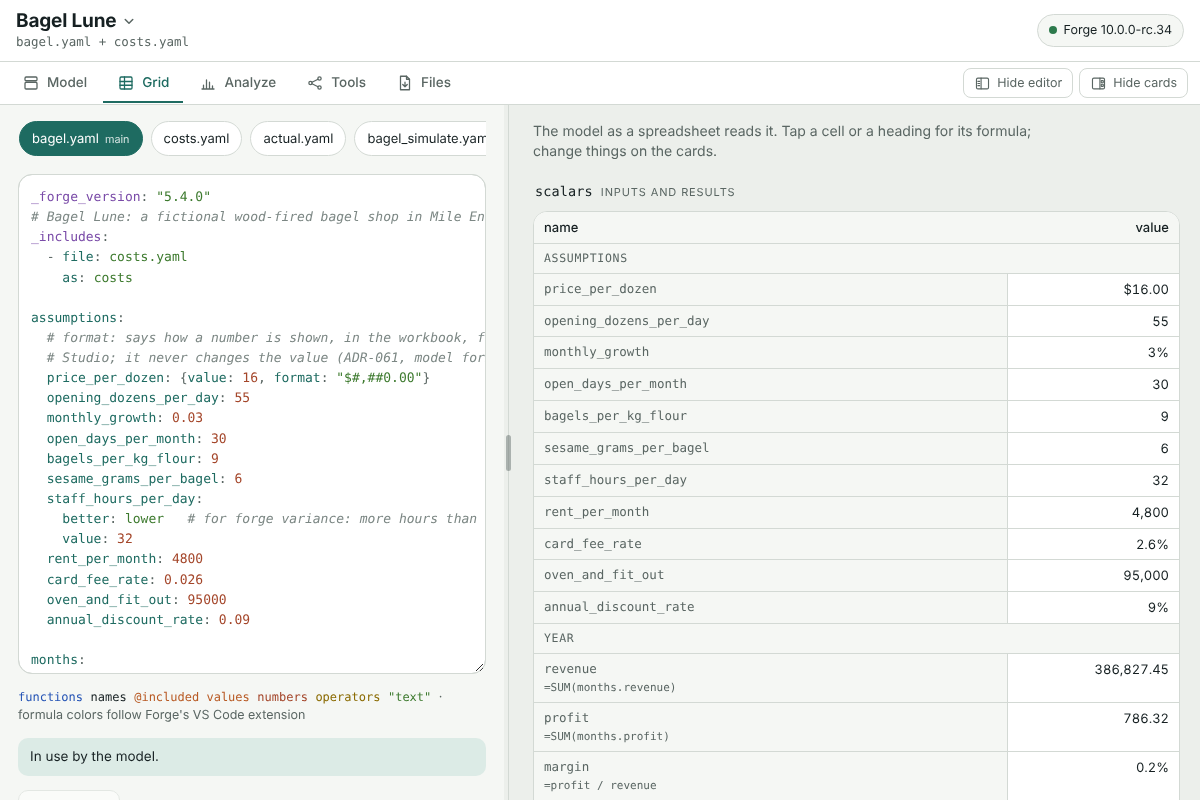 Bagel Lune
bagel.yaml + costs.yaml
Forge 10.0.0-rc.34
Model
Grid
Analyze
Tools
Files
Hide editor
Hide cards
bagel.yaml main
costs.yaml
actual.yaml
bagel_simulate.yam
_forge_version: "5.4.0"
# Bagel Lune: a fictional wood-fired bagel shop in Mile En
_includes:
- file: costs.yaml
as: costs
assumptions:
# format: says how a number is shown, in the workbook, f
# Studio; it never changes the value (ADR-061, model for
price_per_dozen: {value: 16, format: "$#,##0.00"}
opening_dozens_per_day: 55
monthly_growth: 0.03
open_days_per_month: 30
bagels_per_kg_flour: 9
sesame_grams_per_bagel: 6
staff_hours_per_day:
better: lower # for forge variance: more hours than
value: 32
rent_per_month: 4800
card_fee_rate: 0.026
oven_and_fit_out: 95000
annual_discount_rate: 0.09
months:
functions names @included values numbers operators "text" ·
formula colors follow Forge's VS Code extension
In use by the model.
The model as a spreadsheet reads it. Tap a cell or a heading for its formula;
change things on the cards.
scalars INPUTS AND RESULTS
name value
ASSUMPTIONS
price_per_dozen $16.00
opening_dozens_per_day 55
monthly_growth 3%
open_days_per_month 30
bagels_per_kg_flour 9
sesame_grams_per_bagel 6
staff_hours_per_day 32
rent_per_month 4,800
card_fee_rate 2.6%
oven_and_fit_out 95,000
annual_discount_rate 9%
YEAR
revenue 386,827.45
=SUM(months.revenue)
profit 786.32
=SUM(months.profit)
margin 0.2%
=profit / revenue